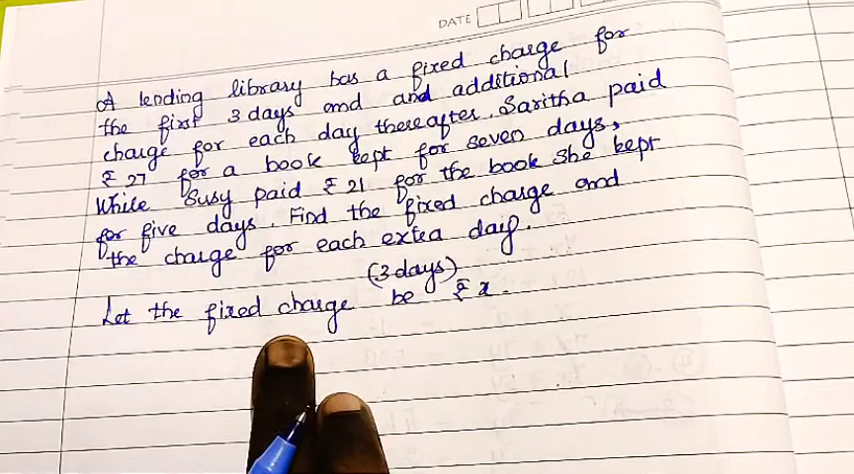 DATE
A lending library has a fixed charge for
the first 3 days and and additional
charge for each day thereafter. Saritha paid
₹ 27 for a book kept for seven days,
While Susy paid ₹ 21 for the book she kept
for five days. Find the fixed charge and
the charge for each extra day.
(3 days)
Let the fixed charge be ₹ x.